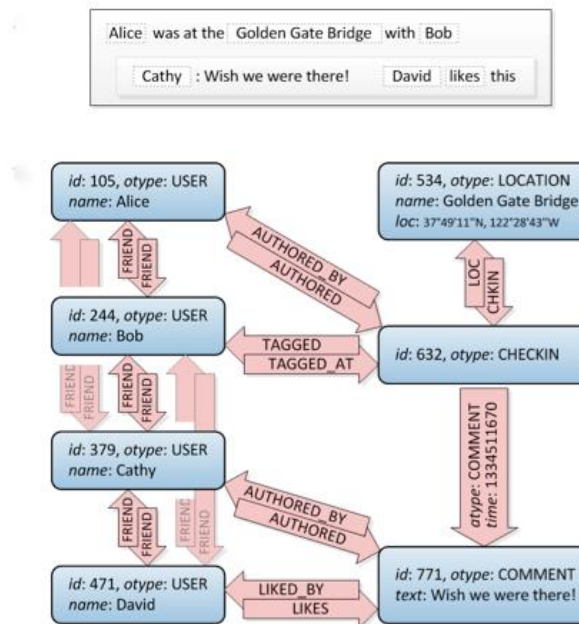 Alice was at the Golden Gate Bridge with Bob
Cathy : Wish we were there! David likes this
id: 105, otype: USER
name: Alice
id: 534, otype: LOCATION
name: Golden Gate Bridge
loc: 37°49'11"N, 122°28'43"W
FRIEND
FRIEND
AUTHORED_BY
AUTHORED
LOC
CHKIN
id: 244, otype: USER
name: Bob
TAGGED
TAGGED_AT
id: 632, otype: CHECKIN
FRIEND
FRIEND
FRIEND
FRIEND
id: 379, otype: USER
name: Cathy
AUTHORED_BY
AUTHORED
atype: COMMENT
time: 1334511670
FRIEND
FRIEND
FRIEND
FRIEND
id: 471, otype: USER
name: David
LIKED_BY
LIKES
id: 771, otype: COMMENT
text: Wish we were there!